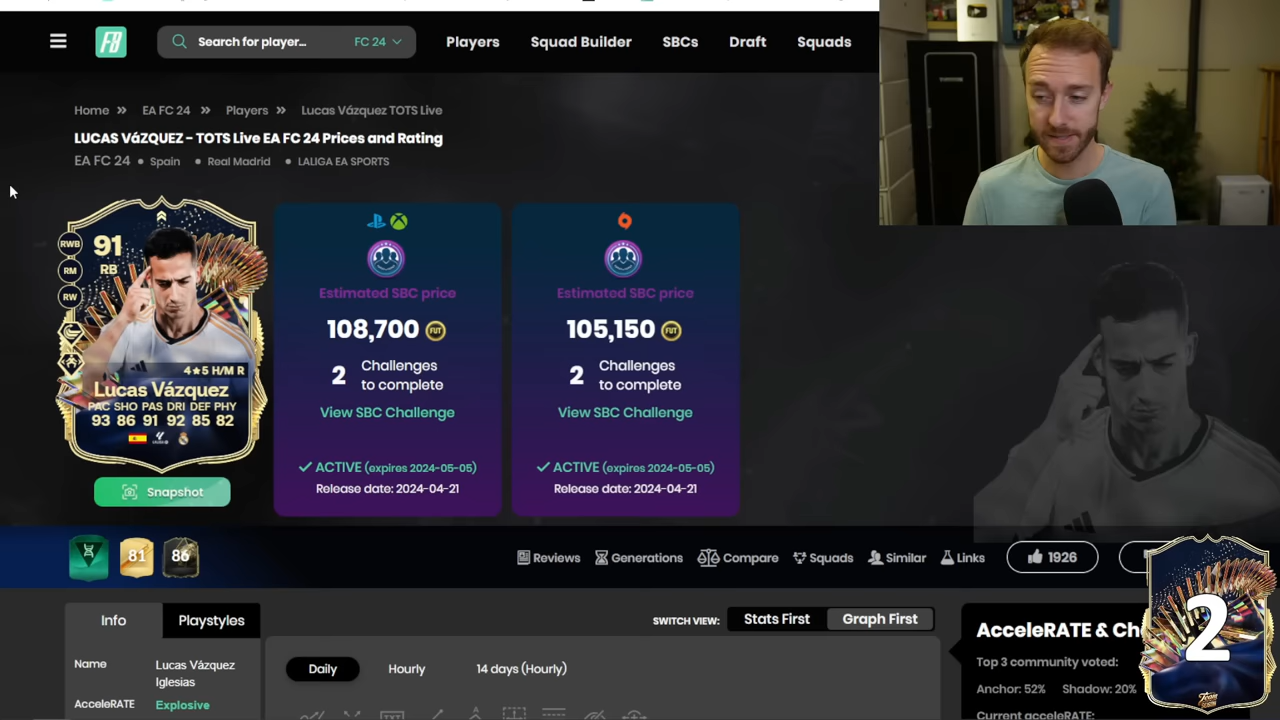 FB
Search for player...
FC 24
Players
Squad Builder
SBCs
Draft
Squads
Home » EA FC 24 » Players » Lucas Vázquez TOTS Live
LUCAS VáZQUEZ - TOTS Live EA FC 24 Prices and Rating
EA FC 24 • Spain • Real Madrid • LALIGA EA SPORTS
91
RB
RWB
RM
RW
4★5 H/M R
Lucas Vázquez
PAC SHO PAS DRI DEF PHY
93 86 91 92 85 82
Snapshot
Estimated SBC price
108,700 FUT
2 Challenges
to complete
View SBC Challenge
ACTIVE (expires 2024-05-05)
Release date: 2024-04-21
Estimated SBC price
105,150 FUT
2 Challenges
to complete
View SBC Challenge
ACTIVE (expires 2024-05-05)
Release date: 2024-04-21
81
86
Reviews
Generations
Compare
Squads
Similar
Links
1926
Info
Playstyles
SWITCH VIEW:
Stats First
Graph First
Name
Lucas Vázquez
Iglesias
AcceleRATE
Explosive
Daily
Hourly
14 days (Hourly)
AcceleRATE & Ch
Top 3 community voted:
Anchor: 52%
Shadow: 20%
Current acceleRATE:
2